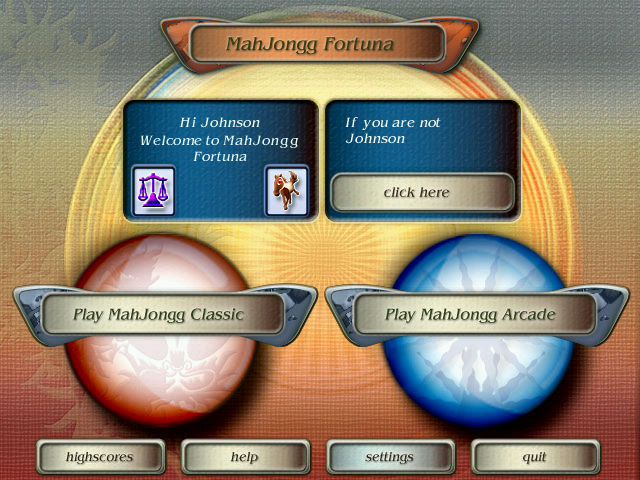 MahJongg Fortuna
Hi Johnson
Welcome to MahJongg
Fortuna
If you are not
Johnson
click here
Play MahJongg Classic
Play MahJongg Arcade
highscores
help
settings
quit